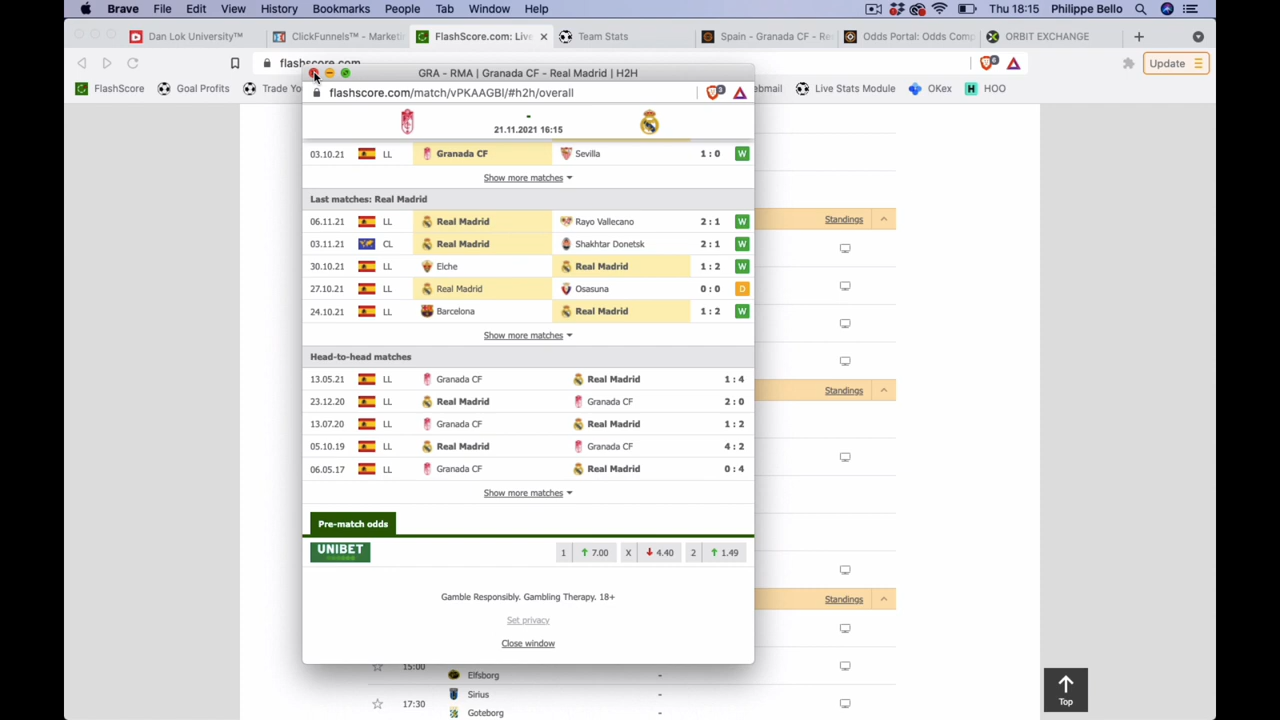 Brave File Edit View History Bookmarks People Tab Window Help Thu 18:15 Philippe Bello
Dan Lok University™ ClickFunnels™ — Marketi FlashScore.com: Live Team Stats Spain - Granada CF - Re Odds Portal: Odds Comp ORBIT EXCHANGE
flashscore.com Update
FlashScore Goal Profits Trade Yo ebmail Live Stats Module OKex HOO
GRA - RMA | Granada CF - Real Madrid | H2H
flashscore.com/match/vPKAAGBl/#h2h/overall
-
21.11.2021 16:15
03.10.21 LL Granada CF Sevilla 1 : 0 W
Show more matches
Last matches: Real Madrid
06.11.21 LL Real Madrid Rayo Vallecano 2 : 1 W
03.11.21 CL Real Madrid Shakhtar Donetsk 2 : 1 W
30.10.21 LL Elche Real Madrid 1 : 2 W
27.10.21 LL Real Madrid Osasuna 0 : 0 D
24.10.21 LL Barcelona Real Madrid 1 : 2 W
Show more matches
Head-to-head matches
13.05.21 LL Granada CF Real Madrid 1 : 4
23.12.20 LL Real Madrid Granada CF 2 : 0
13.07.20 LL Granada CF Real Madrid 1 : 2
05.10.19 LL Real Madrid Granada CF 4 : 2
06.05.17 LL Granada CF Real Madrid 0 : 4
Show more matches
Pre-match odds
UNIBET 1 7.00 X 4.40 2 1.49
Gamble Responsibly. Gambling Therapy. 18+
Set privacy
Close window
Standings
Standings
Standings
15:00
Elfsborg -
17:30 Sirius -
Goteborg -
Top